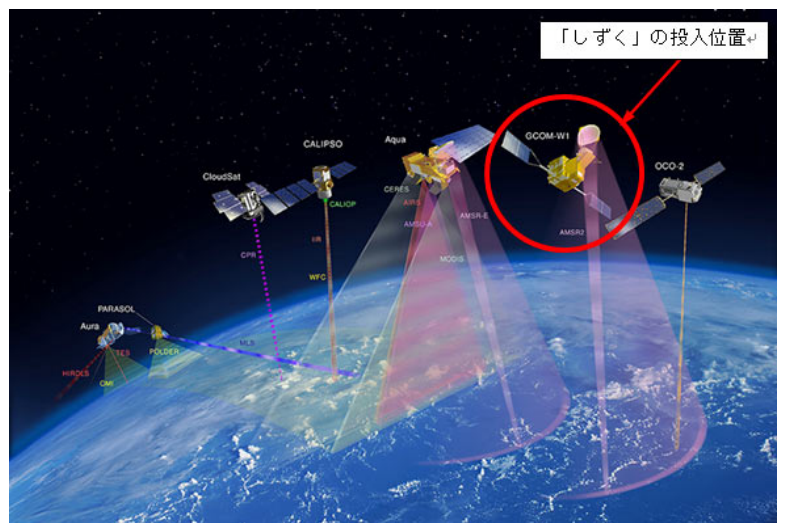 「しずく」の投入位置
GCOM-W1
Aqua
CALIPSO
OCO-2
CloudSat
CERES
AIRS
CALIOP
AMSR-E
AMSU-A
AMSR2
IIR
CPR
MODIS
WFC
PARASOL
Aura
MLS
POLDER
TES
HIRDLS
OMI